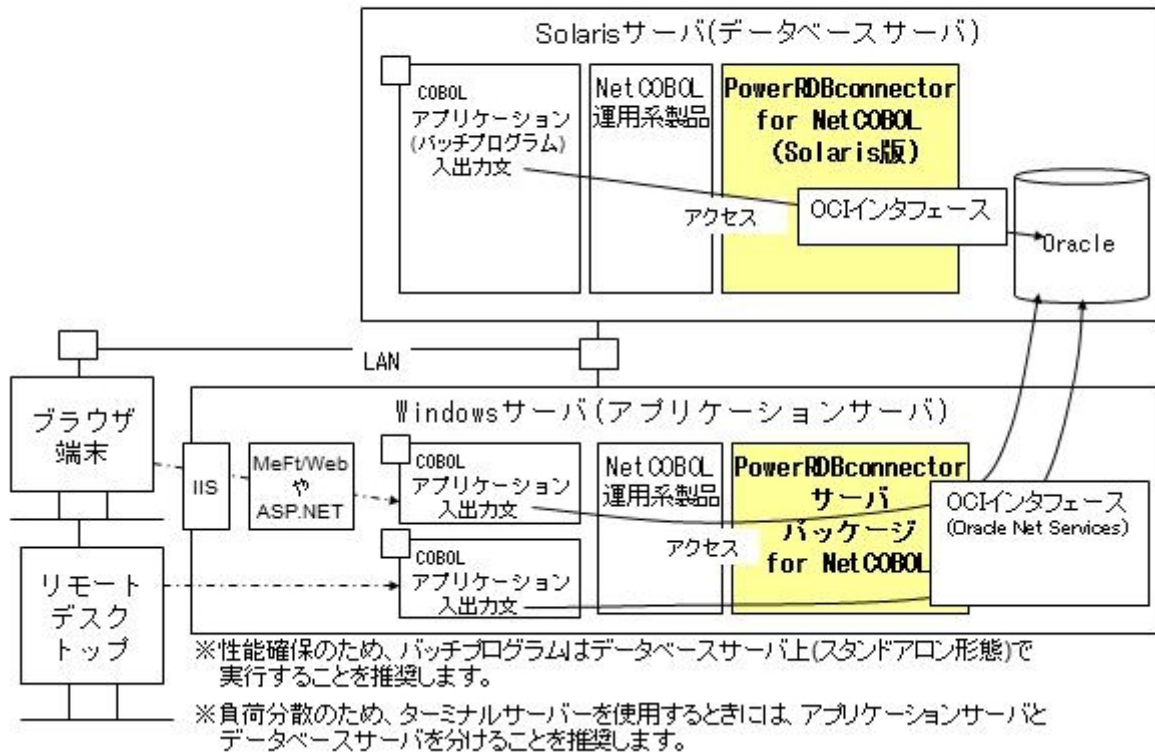 Solarisサーバ(データベースサーバ)
COBOL
アプリケーション
(バッチプログラム)
入出力文
NetCOBOL
運用系製品
PowerRDBconnector
for NetCOBOL
(Solaris版)
アクセス
OCIインタフェース
Oracle
LAN
ブラウザ
端末
リモート
デスク
トップ
Windowsサーバ(アプリケーションサーバ)
IIS
MeFt/Web
や
ASP.NET
COBOL
アプリケーション
入出力文
COBOL
アプリケーション
入出力文
NetCOBOL
運用系製品
アクセス
PowerRDBconnector
サーバ
パッケージ
for NetCOBOL
OCIインタフェース
(Oracle Net Services)
※性能確保のため、バッチプログラムはデータベースサーバ上(スタンドアロン形態)で
実行することを推奨します。
※負荷分散のため、ターミナルサーバーを使用するときには、アプリケーションサーバと
データベースサーバを分けることを推奨します。